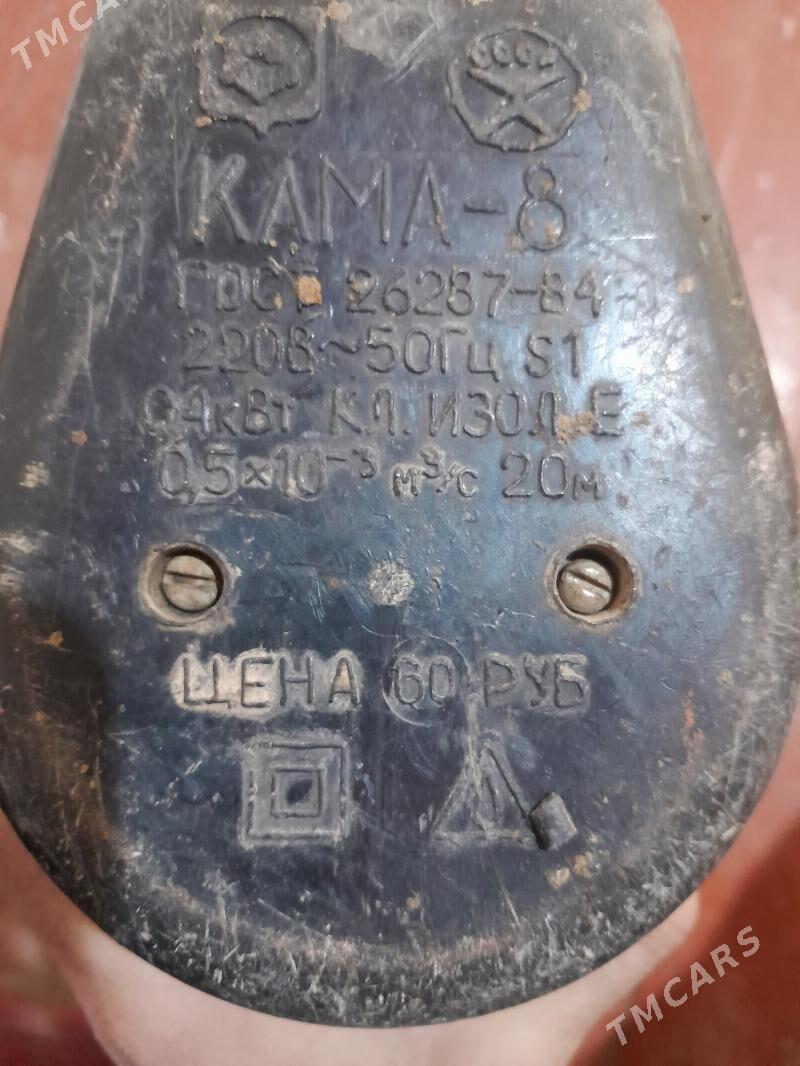 TMCARS
СССР
КАМА-8
ГОСТ 26287-84
220В~50Гц S1
0,4кВт КЛ. ИЗОЛ. Е
0,5×10⁻³ м³/с 20м
ЦЕНА 60 РУБ
TMCARS